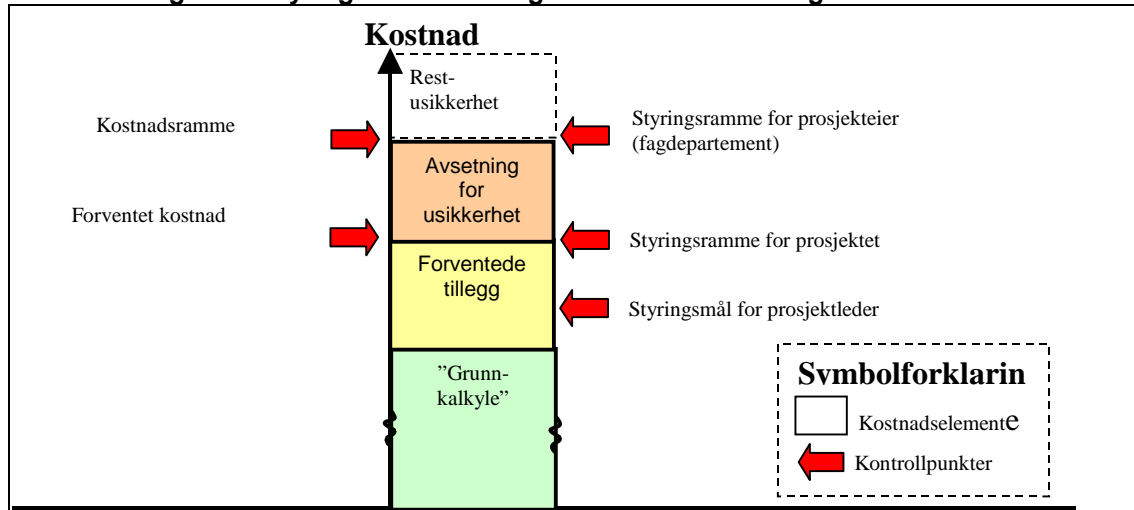 Kostnad
Rest-
usikkerhet
Kostnadsramme
Styringsramme for prosjekteier
(fagdepartement)
Avsetning
for
usikkerhet
Forventet kostnad
Styringsramme for prosjektet
Forventede
tillegg
Styringsmål for prosjektleder
”Grunn-
kalkyle”
Symbolforklarin
Kostnadselemente
Kontrollpunkter